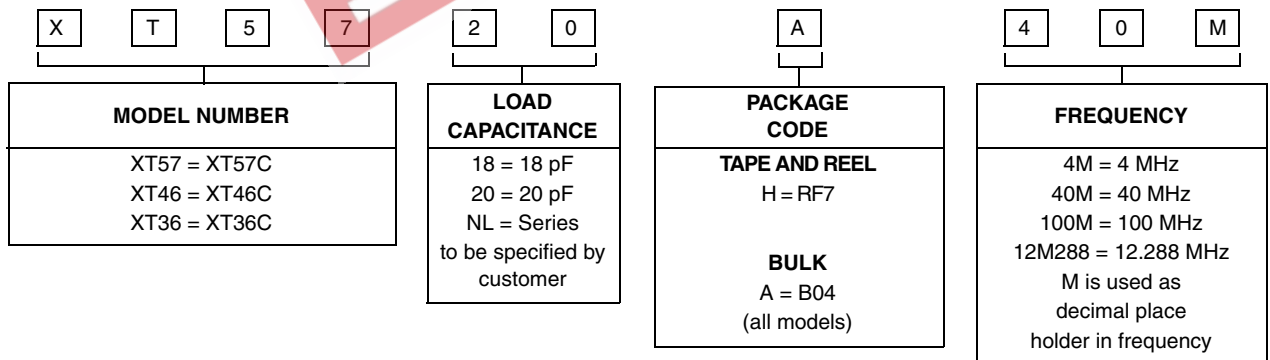 X T 5 7 2 0 A 4 0 M
MODEL NUMBER
XT57 = XT57C
XT46 = XT46C
XT36 = XT36C
LOAD
CAPACITANCE
18 = 18 pF
20 = 20 pF
NL = Series
to be specified by
customer
PACKAGE
CODE
TAPE AND REEL
H = RF7
BULK
A = B04
(all models)
FREQUENCY
4M = 4 MHz
40M = 40 MHz
100M = 100 MHz
12M288 = 12.288 MHz
M is used as
decimal place
holder in frequency